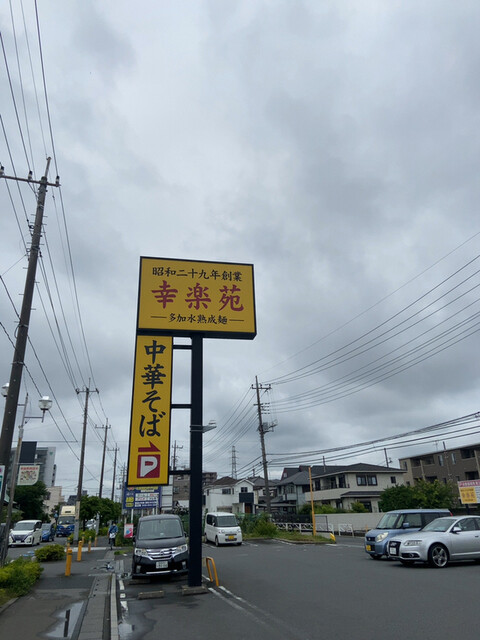 昭和二十九年創業
幸楽苑
多加水熟成麺
中華そば
P